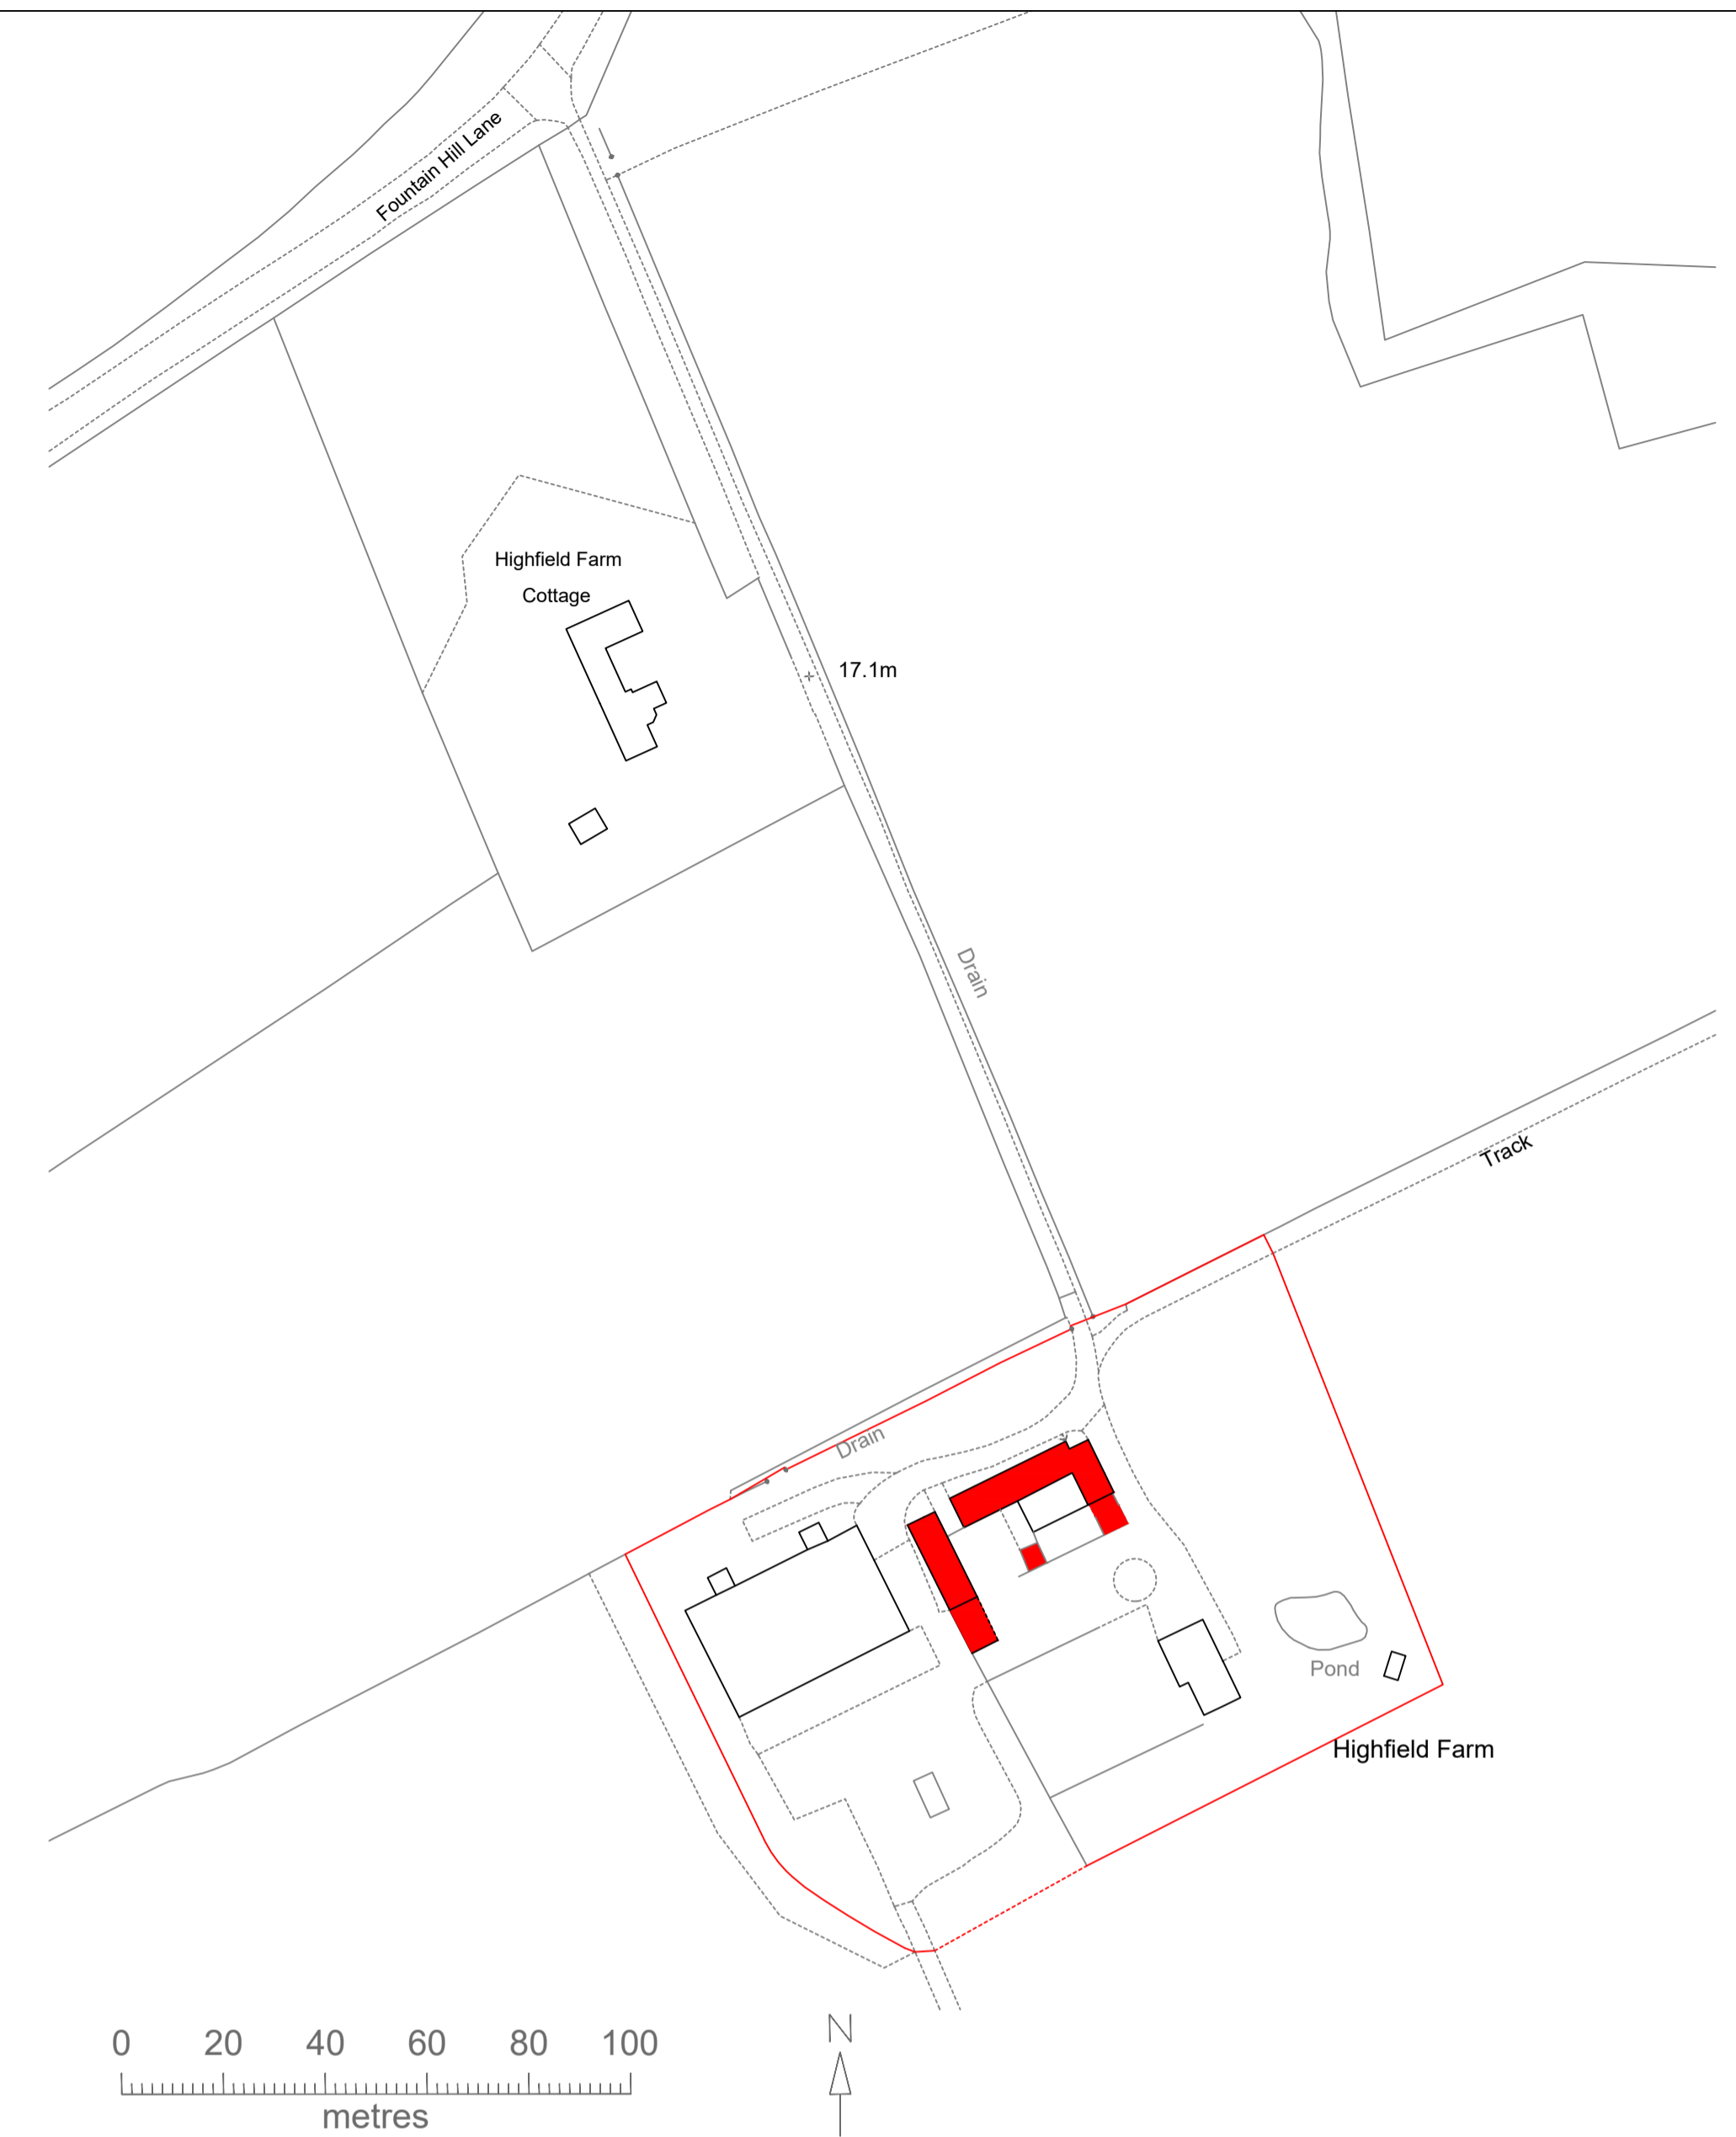 Fountain Hill Lane
Highfield Farm
Cottage
17.1m
Drain
Track
Drain
Pond
Highfield Farm
0 20 40 60 80 100
metres
N